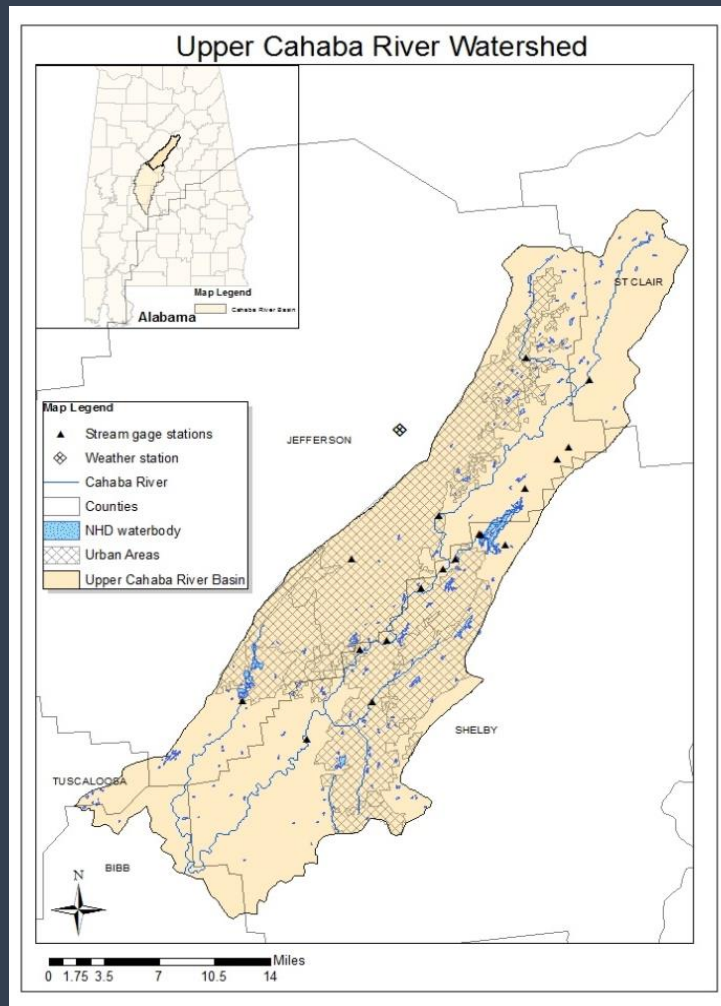 Upper Cahaba River Watershed
Map Legend
Cahaba River Basin
Alabama
ST CLAIR
JEFFERSON
Map Legend
Stream gage stations
Weather station
Cahaba River
Counties
NHD waterbody
Urban Areas
Upper Cahaba River Basin
SHELBY
TUSCALOOSA
BIBB
N
Miles
0 1.75 3.5 7 10.5 14